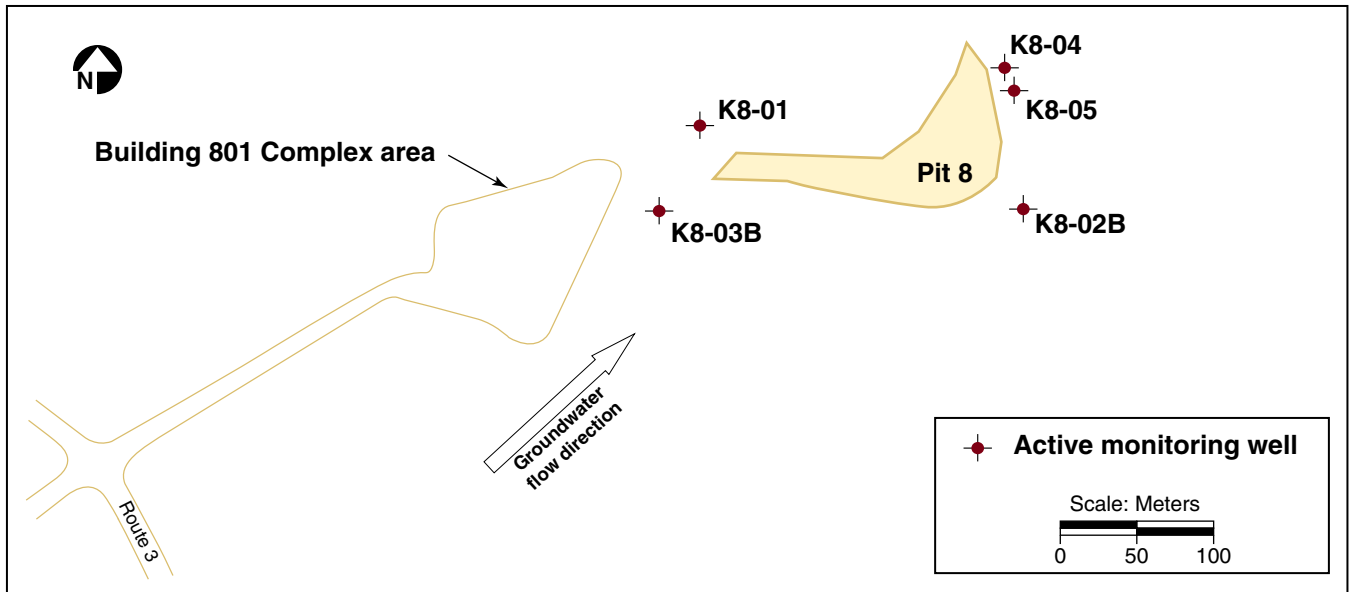 N
K8-04
K8-05
K8-01
Building 801 Complex area
Pit 8
K8-03B
K8-02B
Groundwater
flow direction
Route 3
Active monitoring well
Scale: Meters
0 50 100